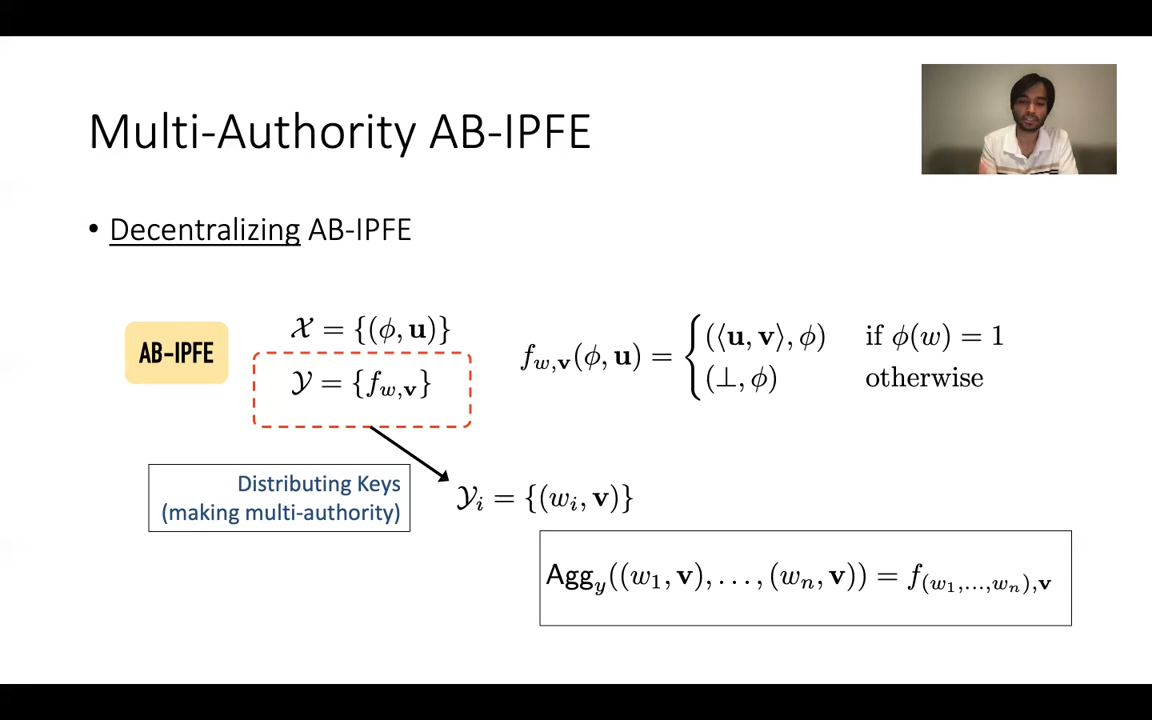 Multi-Authority AB-IPFE
• Decentralizing AB-IPFE
AB-IPFE
𝒳 = {(ϕ, 𝐮)}
𝒴 = {f_{w,𝐯}}
f_{w,𝐯}(ϕ, 𝐮) = { (⟨𝐮, 𝐯⟩, ϕ) if ϕ(w) = 1
(⊥, ϕ) otherwise
Distributing Keys
(making multi-authority)
𝒴_i = {(w_i, 𝐯)}
Agg_y((w_1, 𝐯), . . . , (w_n, 𝐯)) = f_{(w_1,...,w_n),𝐯}